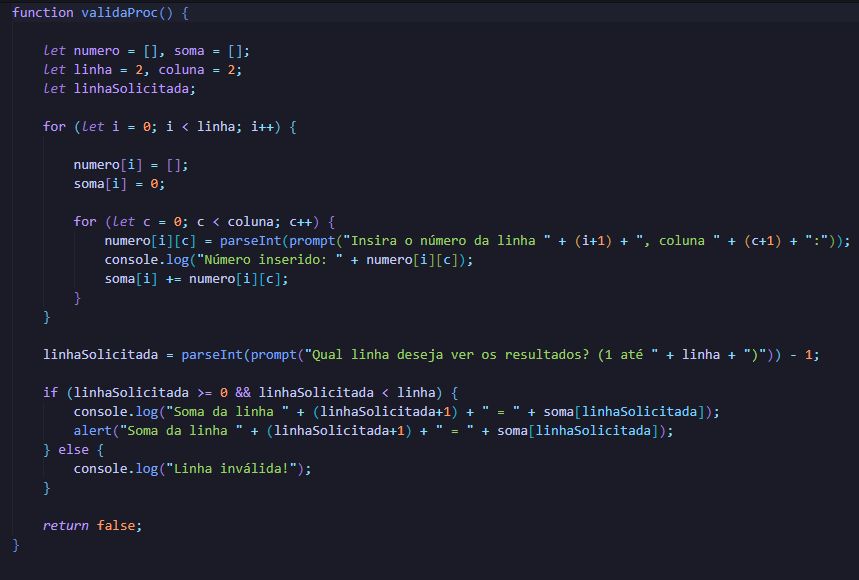 function validaProc() {
let numero = [], soma = [];
let linha = 2, coluna = 2;
let linhaSolicitada;
for (let i = 0; i < linha; i++) {
numero[i] = [];
soma[i] = 0;
for (let c = 0; c < coluna; c++) {
numero[i][c] = parseInt(prompt("Insira o número da linha " + (i+1) + ", coluna " + (c+1) + ":"));
console.log("Número inserido: " + numero[i][c]);
soma[i] += numero[i][c];
}
}
linhaSolicitada = parseInt(prompt("Qual linha deseja ver os resultados? (1 até " + linha + ")")) - 1;
if (linhaSolicitada >= 0 && linhaSolicitada < linha) {
console.log("Soma da linha " + (linhaSolicitada+1) + " = " + soma[linhaSolicitada]);
alert("Soma da linha " + (linhaSolicitada+1) + " = " + soma[linhaSolicitada]);
} else {
console.log("Linha inválida!");
}
return false;
}